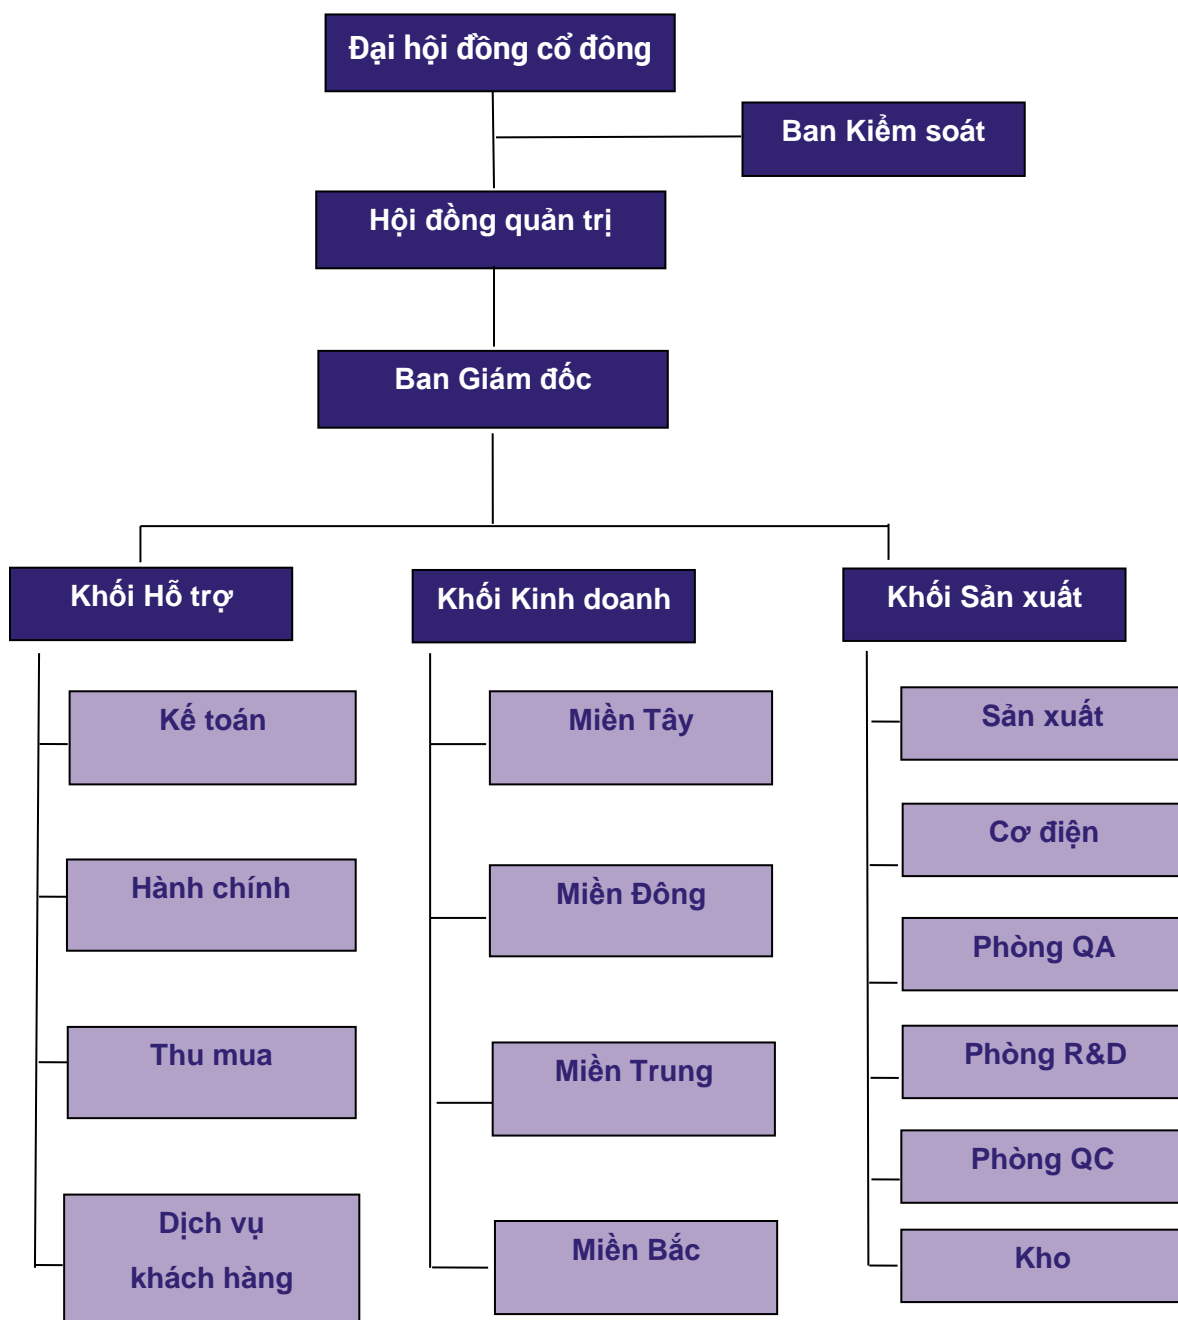 Đại hội đồng cổ đông
Ban Kiểm soát
Hội đồng quản trị
Ban Giám đốc
Khối Hỗ trợ
Khối Kinh doanh
Khối Sản xuất
Kế toán
Hành chính
Thu mua
Dịch vụ
khách hàng
Miền Tây
Miền Đông
Miền Trung
Miền Bắc
Sản xuất
Cơ điện
Phòng QA
Phòng R&D
Phòng QC
Kho